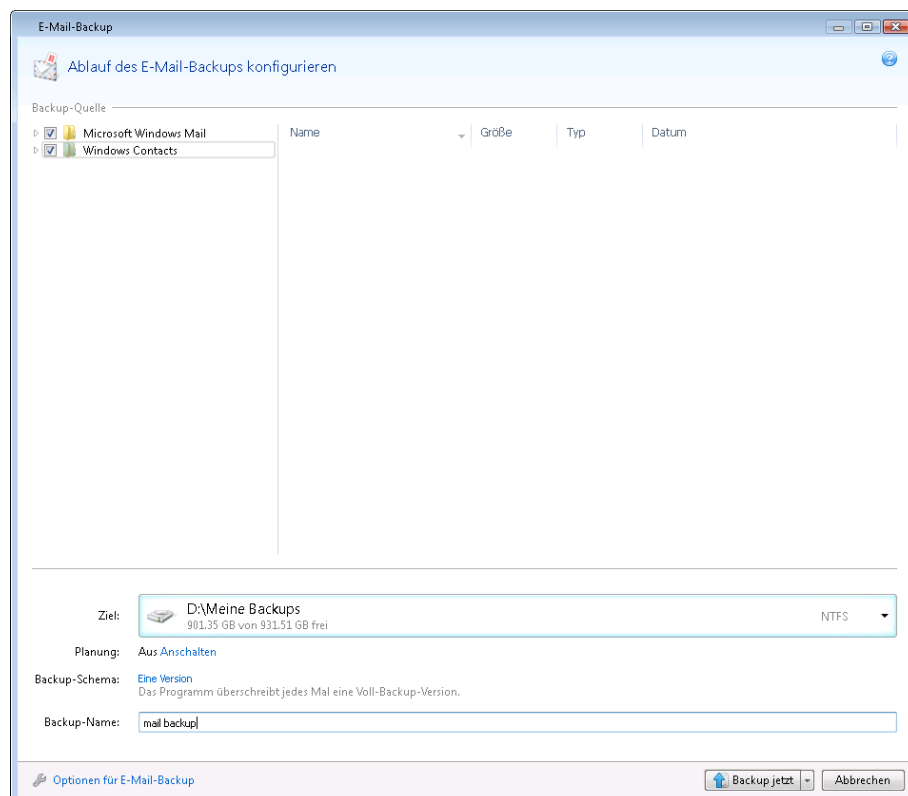 E-Mail-Backup
Ablauf des E-Mail-Backups konfigurieren
Backup-Quelle
Microsoft Windows Mail
Windows Contacts
Name Größe Typ Datum
Ziel:
D:\Meine Backups
901.35 GB von 931.51 GB frei
NTFS
Planung: Aus Anschalten
Backup-Schema: Eine Version
Das Programm überschreibt jedes Mal eine Voll-Backup-Version.
Backup-Name: mail backup
Optionen für E-Mail-Backup
Backup jetzt
Abbrechen